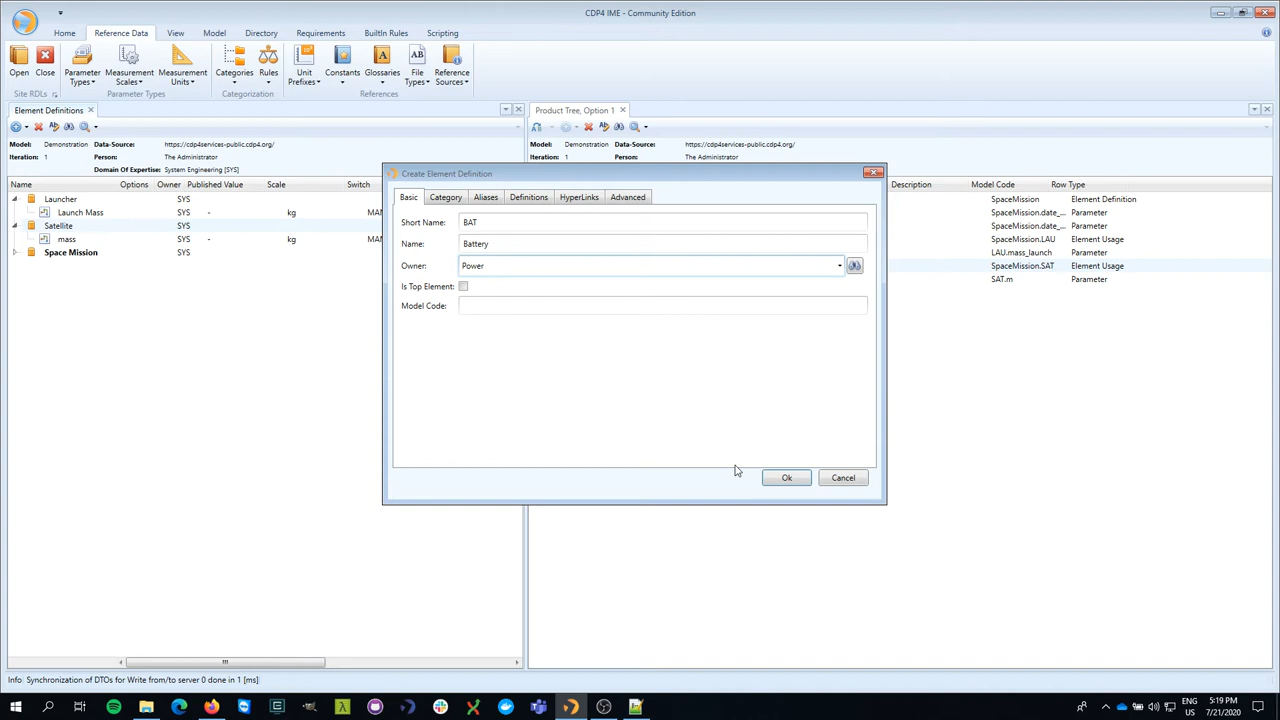 CDP4 IME - Community Edition
Home Reference Data View Model Directory Requirements BuiltIn Rules Scripting
Open Close Parameter Types Measurement Scales Measurement Units Categories Rules Unit Prefixes Constants Glossaries File Types Reference Sources
Site RDLs Parameter Types Categorization References
Element Definitions Product Tree, Option 1
Model: Demonstration Data-Source: https://cdp4services-public.cdp4.org/
Iteration: 1 Person: The Administrator
Domain Of Expertise: System Engineering [SYS]
Name Options Owner Published Value Scale Switch
Launcher SYS
Launch Mass SYS - kg MAN
Satellite SYS
mass SYS - kg MAN
Space Mission SYS
Model: Demonstration Data-Source: https://cdp4services-public.cdp4.org/
Iteration: 1 Person: The Administrator
Description Model Code Row Type
SpaceMission Element Definition
SpaceMission.date_... Parameter
SpaceMission.date_... Parameter
SpaceMission.LAU Element Usage
LAU.mass_launch Parameter
SpaceMission.SAT Element Usage
SAT.m Parameter
Create Element Definition
Basic Category Aliases Definitions HyperLinks Advanced
Short Name: BAT
Name: Battery
Owner: Power
Is Top Element:
Model Code:
Ok Cancel
Info: Synchronization of DTOs for Write from/to server 0 done in 1 [ms]
ENG 5:19 PM
US 7/21/2020